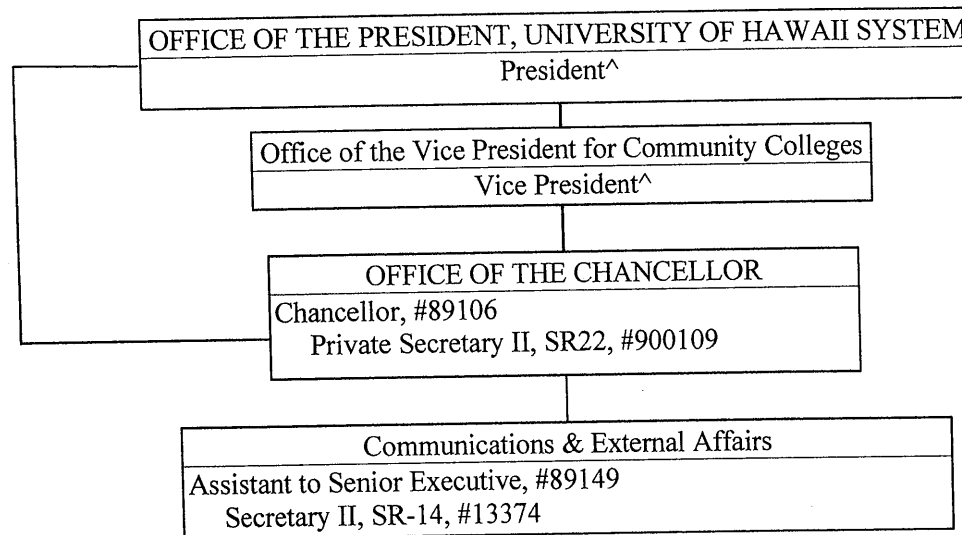 OFFICE OF THE PRESIDENT, UNIVERSITY OF HAWAII SYSTEM
President^
Office of the Vice President for Community Colleges
Vice President^
OFFICE OF THE CHANCELLOR
Chancellor, #89106
Private Secretary II, SR22, #900109
Communications & External Affairs
Assistant to Senior Executive, #89149
Secretary II, SR-14, #13374